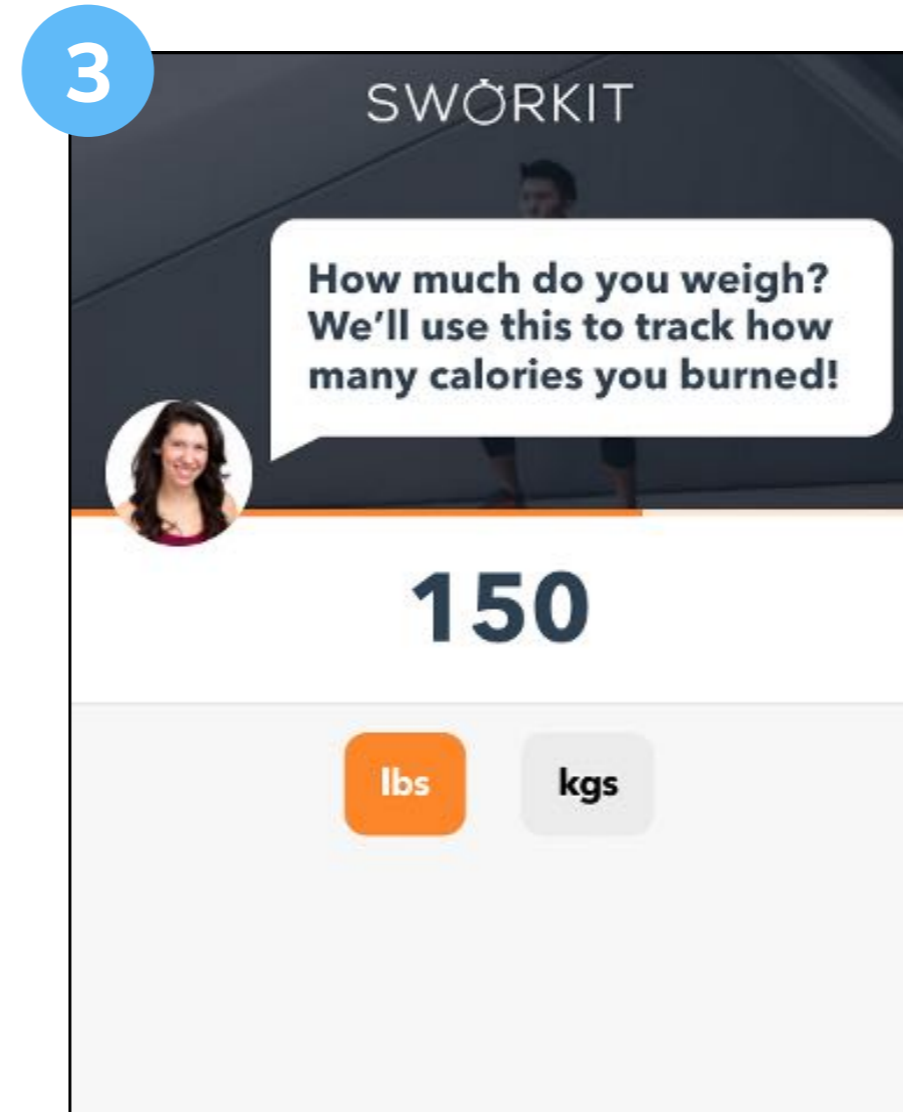 3
SWORKIT
How much do you weigh?
We'll use this to track how
many calories you burned!
150
lbs
kgs